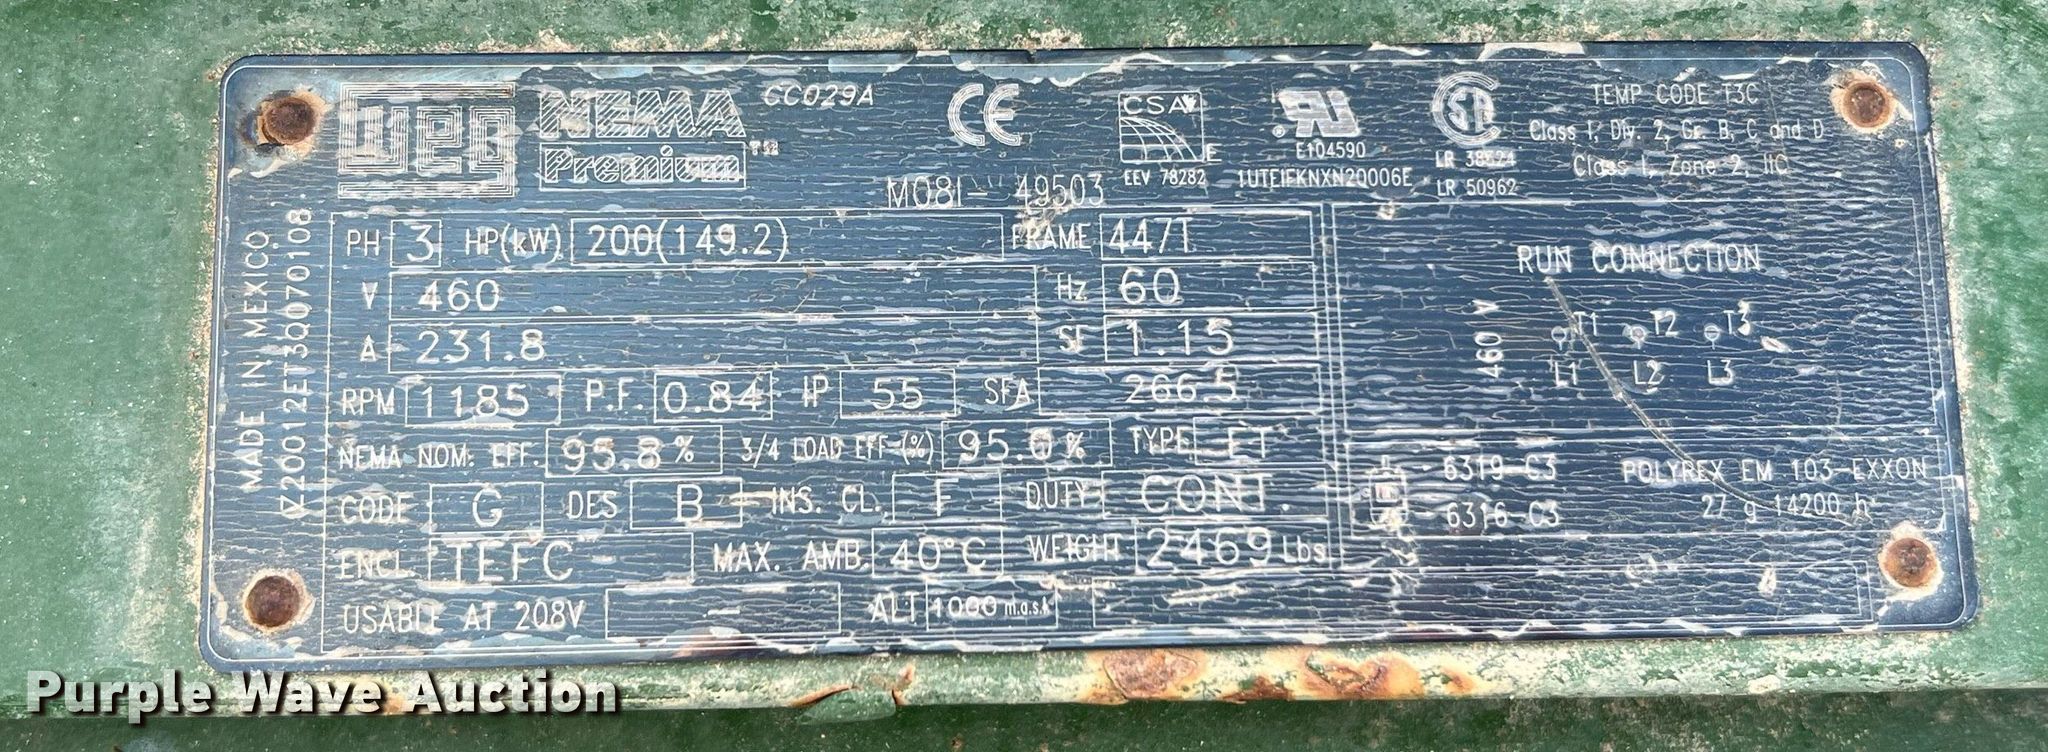 weg NEMA Premium™ CC029A
CE
CSA E
EEV 78282
E104590
1UTEIFKNXN20006E
LR 38324
LR 50962
TEMP CODE T3C
Class I, Div. 2, Gr. B, C and D
Class I, Zone 2, IIC
MO8I- 49503
MADE IN MEXICO
PH 3 HP(kW) 200(149.2) FRAME 447T
V 460 Hz 60
A 231.8 SF 1.15
RPM 1185 P.F. 0.84 IP 55 SFA 266.5
NEMA NOM. EFF. 95.8% 3/4 LOAD EFF (%) 95.0% TYPE ET
CODE G DES B INS. CL. F DUTY CONT
ENCL. TEFC MAX. AMB. 40°C WEIGHT 2469 Lbs
USABLE AT 208V - ALT 1000 m.a.s.l
RUN CONNECTION
460 V
T1 T2 T3
L1 L2 L3
6319-C3
6316-C3
POLYREX EM 103-EXXON
27 g 14200 h
Purple Wave Auction